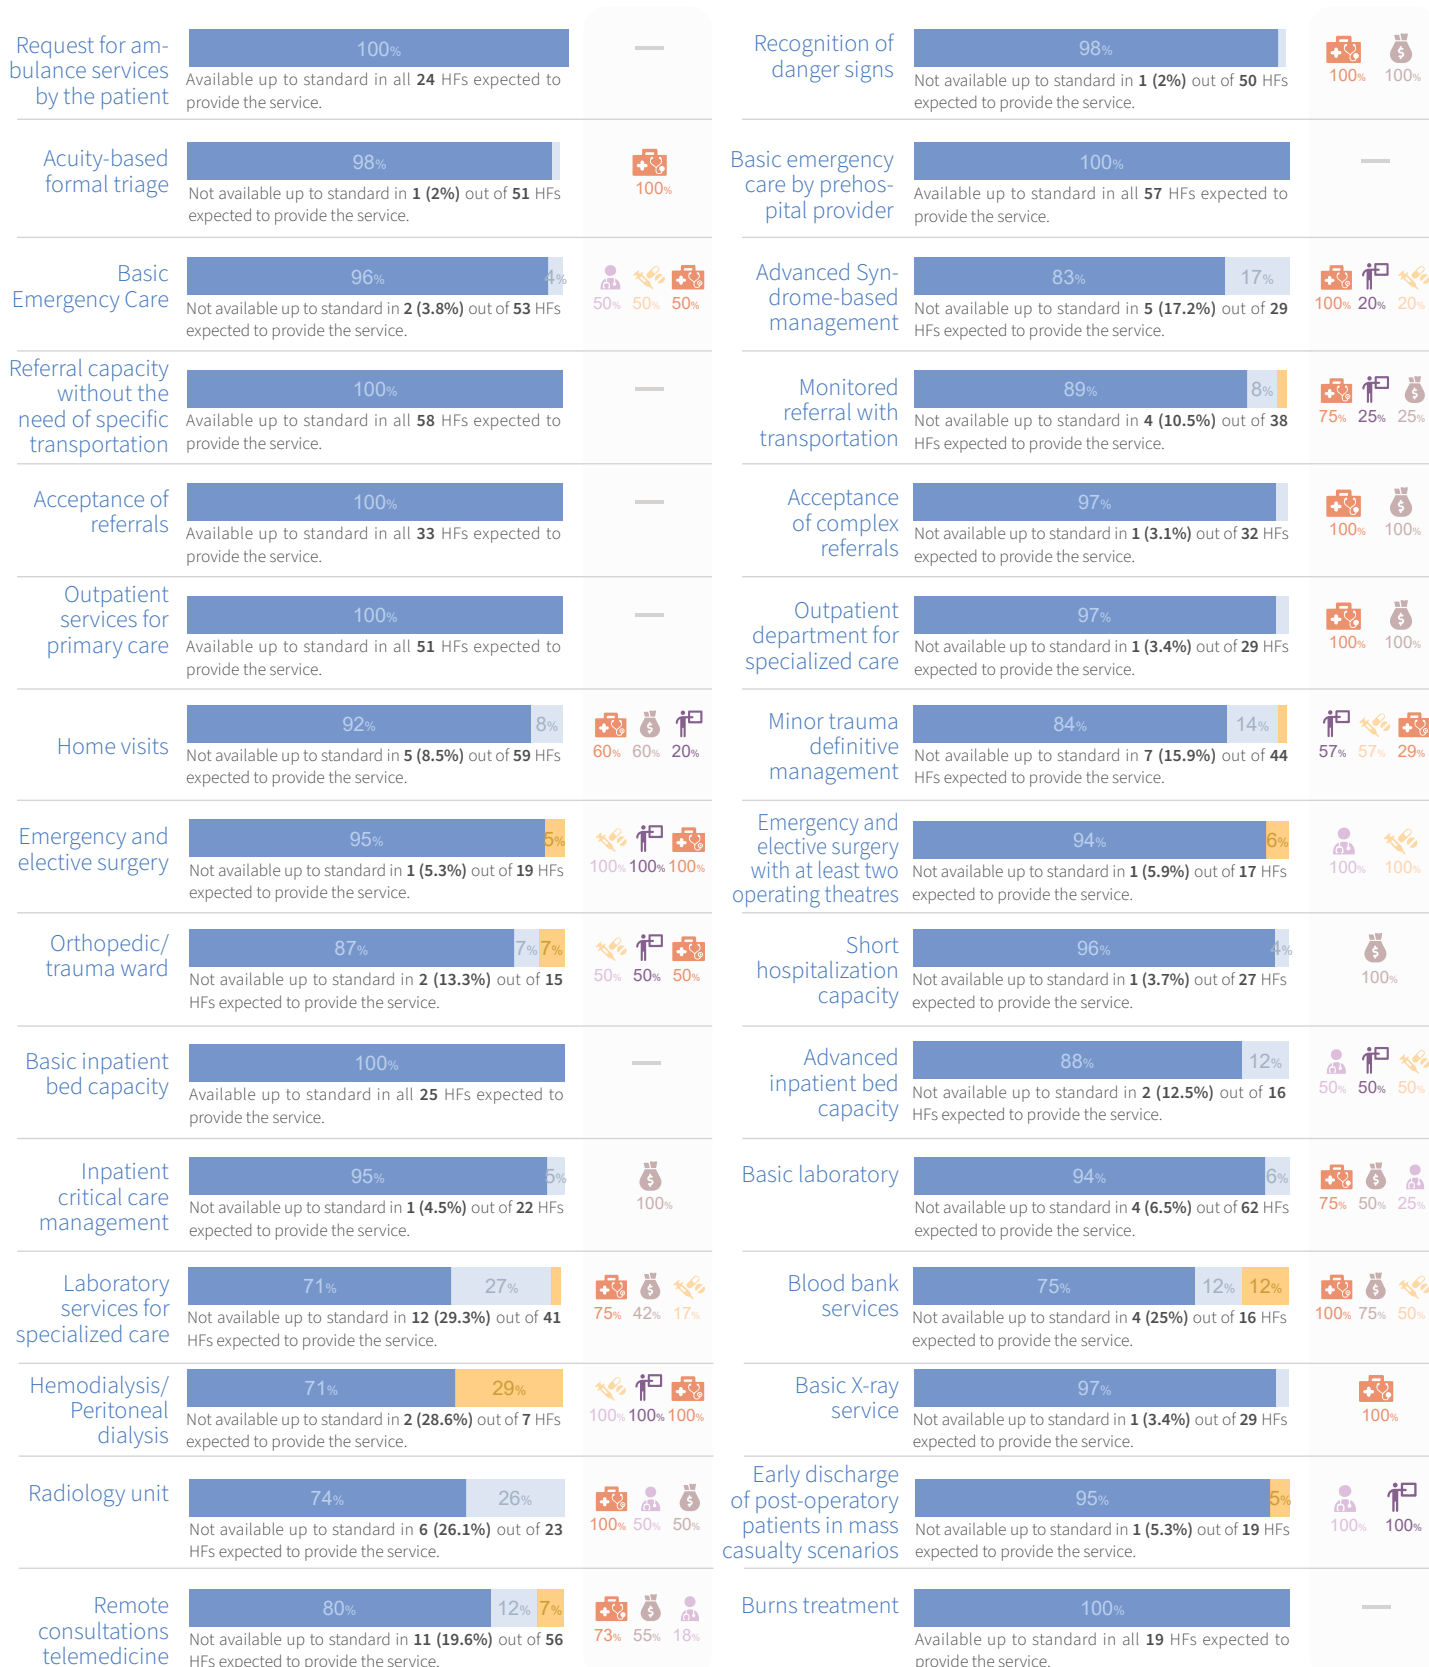 Request for am-
bulance services
by the patient
100%
Available up to standard in all 24 HFs expected to
provide the service.
Recognition of
danger signs
98%
Not available up to standard in 1 (2%) out of 50 HFs
expected to provide the service.
100% 100%
Acuity-based
formal triage
98%
Not available up to standard in 1 (2%) out of 51 HFs
expected to provide the service.
100%
Basic emergency
care by prehos-
pital provider
100%
Available up to standard in all 57 HFs expected to
provide the service.
Basic
Emergency Care
96% 4%
Not available up to standard in 2 (3.8%) out of 53 HFs
expected to provide the service.
50% 50% 50%
Advanced Syn-
drome-based
management
83% 17%
Not available up to standard in 5 (17.2%) out of 29
HFs expected to provide the service.
100% 20% 20%
Referral capacity
without the
need of specific
transportation
100%
Available up to standard in all 58 HFs expected to
provide the service.
Monitored
referral with
transportation
89% 8%
Not available up to standard in 4 (10.5%) out of 38
HFs expected to provide the service.
75% 25% 25%
Acceptance of
referrals
100%
Available up to standard in all 33 HFs expected to
provide the service.
Acceptance
of complex
referrals
97%
Not available up to standard in 1 (3.1%) out of 32 HFs
expected to provide the service.
100% 100%
Outpatient
services for
primary care
100%
Available up to standard in all 51 HFs expected to
provide the service.
Outpatient
department for
specialized care
97%
Not available up to standard in 1 (3.4%) out of 29 HFs
expected to provide the service.
100% 100%
Home visits
92% 8%
Not available up to standard in 5 (8.5%) out of 59 HFs
expected to provide the service.
60% 60% 20%
Minor trauma
definitive
management
84% 14%
Not available up to standard in 7 (15.9%) out of 44
HFs expected to provide the service.
57% 57% 29%
Emergency and
elective surgery
95% 5%
Not available up to standard in 1 (5.3%) out of 19 HFs
expected to provide the service.
100% 100% 100%
Emergency and
elective surgery
with at least two
operating theatres
94% 6%
Not available up to standard in 1 (5.9%) out of 17 HFs
expected to provide the service.
100% 100%
Orthopedic/
trauma ward
87% 7% 7%
Not available up to standard in 2 (13.3%) out of 15
HFs expected to provide the service.
50% 50% 50%
Short
hospitalization
capacity
96% 4%
Not available up to standard in 1 (3.7%) out of 27 HFs
expected to provide the service.
100%
Basic inpatient
bed capacity
100%
Available up to standard in all 25 HFs expected to
provide the service.
Advanced
inpatient bed
capacity
88% 12%
Not available up to standard in 2 (12.5%) out of 16
HFs expected to provide the service.
50% 50% 50%
Inpatient
critical care
management
95% 5%
Not available up to standard in 1 (4.5%) out of 22 HFs
expected to provide the service.
100%
Basic laboratory
94% 6%
Not available up to standard in 4 (6.5%) out of 62 HFs
expected to provide the service.
75% 50% 25%
Laboratory
services for
specialized care
71% 27%
Not available up to standard in 12 (29.3%) out of 41
HFs expected to provide the service.
75% 42% 17%
Blood bank
services
75% 12% 12%
Not available up to standard in 4 (25%) out of 16 HFs
expected to provide the service.
100% 75% 50%
Hemodialysis/
Peritoneal
dialysis
71% 29%
Not available up to standard in 2 (28.6%) out of 7 HFs
expected to provide the service.
100% 100% 100%
Basic X-ray
service
97%
Not available up to standard in 1 (3.4%) out of 29 HFs
expected to provide the service.
100%
Radiology unit
74% 26%
Not available up to standard in 6 (26.1%) out of 23
HFs expected to provide the service.
100% 50% 50%
Early discharge
of post-operatory
patients in mass
casualty scenarios
95% 5%
Not available up to standard in 1 (5.3%) out of 19 HFs
expected to provide the service.
100% 100%
Remote
consultations
telemedicine
80% 12% 7%
Not available up to standard in 11 (19.6%) out of 56
HFs expected to provide the service.
73% 55% 18%
Burns treatment
100%
Available up to standard in all 19 HFs expected to
provide the service.